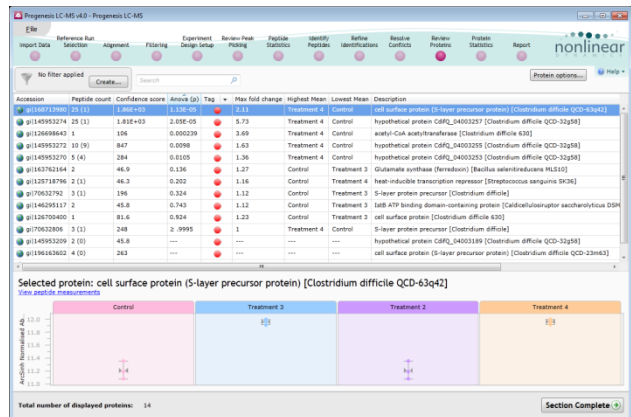 Progenesis LC-MS v4.0 - Progenesis LC-MS
File
Import Data Reference Run Selection Alignment Filtering Experiment Design Setup Review Peak Picking Peptide Statistics Identify Peptides Refine Identifications Resolve Conflicts Review Proteins Protein Statistics Report
nonlinear
DYNAMICS
No filter applied Create... Search Protein options... Help
Accession Peptide count Confidence score Anova (p) Tag Max fold change Highest Mean Lowest Mean Description
gi|168713980 25 (1) 1.86E+03 1.13E-05 2.11 Treatment 4 Control cell surface protein (S-layer precursor protein) [Clostridium difficile QCD-63q42]
gi|145953274 25 (1) 1.81E+03 2.05E-05 5.73 Treatment 4 Control hypothetical protein CdifQ_04003257 [Clostridium difficile QCD-32g58]
gi|126698643 1 106 0.000239 3.69 Treatment 4 Control acetyl-CoA acetyltransferase [Clostridium difficile 630]
gi|145953272 10 (9) 847 0.0098 1.63 Treatment 4 Control hypothetical protein CdifQ_04003255 [Clostridium difficile QCD-32g58]
gi|145953270 5 (4) 284 0.0105 1.36 Treatment 4 Control hypothetical protein CdifQ_04003253 [Clostridium difficile QCD-32g58]
gi|163762164 2 46.9 0.136 1.27 Control Treatment 3 Glutamate synthase (ferredoxin) [Bacillus selenitireducens MLS10]
gi|125718796 2 (1) 46.3 0.202 1.16 Treatment 4 Control heat-inducible transcription repressor [Streptococcus sanguinis SK36]
gi|70632792 3 (1) 196 0.324 1.12 Control Treatment 3 S-layer protein precursor [Clostridium difficile]
gi|146295117 2 45.8 0.743 1.12 Control Treatment 3 IstB ATP binding domain-containing protein [Caldicellulosiruptor saccharolyticus DSM
gi|126700400 1 81.6 0.924 1.23 Control Treatment 3 cell surface protein [Clostridium difficile 630]
gi|70632806 3 (1) 248 ≥ .9995 1 Treatment 4 Control S-layer protein precursor [Clostridium difficile]
gi|145953209 2 (0) 45.8 --- --- --- --- hypothetical protein CdifQ_04003189 [Clostridium difficile QCD-32g58]
gi|196163602 4 (0) 263 --- --- --- --- cell surface protein (S-layer precursor protein) [Clostridium difficile QCD-23m63]
Selected protein: cell surface protein (S-layer precursor protein) [Clostridium difficile QCD-63q42]
View peptide measurements
Control Treatment 3 Treatment 2 Treatment 4
ArcSinh Normalised Ab...
12.0
11.8
11.6
11.4
11.2
11.0
Total number of displayed proteins: 14
Section Complete